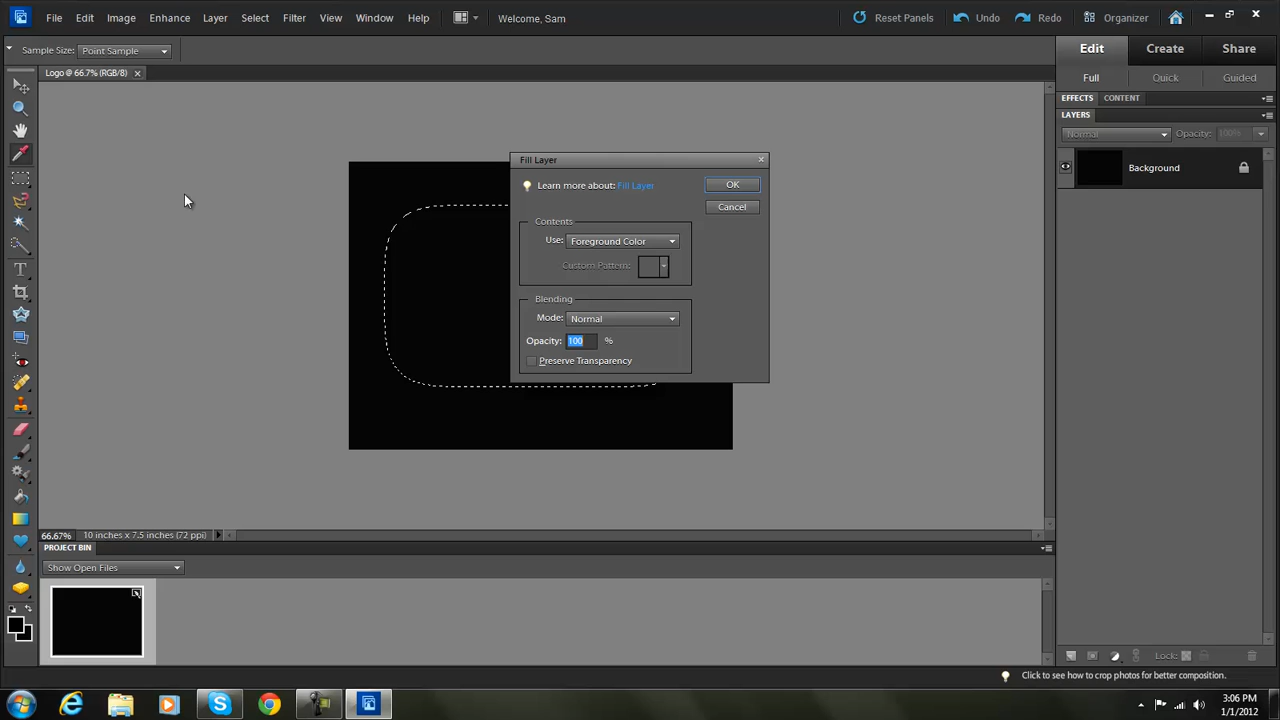 File Edit Image Enhance Layer Select Filter View Window Help Welcome, Sam Reset Panels Undo Redo Organizer
Sample Size: Point Sample Edit Create Share
Logo @ 66.7% (RGB/8) Full Quick Guided
EFFECTS CONTENT
LAYERS
Normal Opacity: 100%
Background
Fill Layer
Learn more about: Fill Layer OK
Cancel
Contents
Use: Foreground Color
Custom Pattern:
Blending
Mode: Normal
Opacity: 100 %
Preserve Transparency
T
66.67% 10 inches x 7.5 inches (72 ppi)
PROJECT BIN
Show Open Files
Lock:
Click to see how to crop photos for better composition.
3:06 PM
1/1/2012